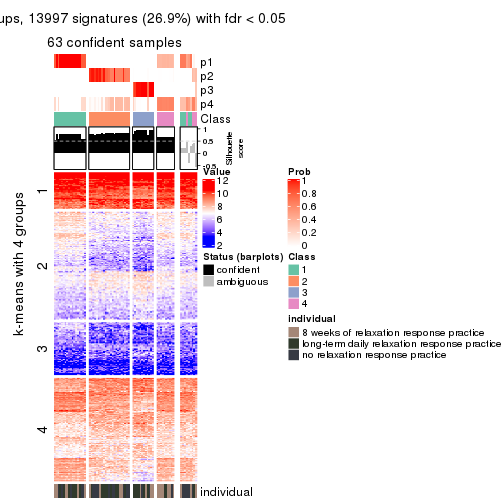 ups, 13997 signatures (26.9%) with fdr < 0.05
63 confident samples
p1
p2
p3
p4
Class
1
0.5
0
-0.5
Silhouette
score
k-means with 4 groups
1
2
3
4
individual
Value
12
10
8
6
4
2
Prob
1
0.8
0.6
0.4
0.2
0
Status (barplots)
confident
ambiguous
Class
1
2
3
4
individual
8 weeks of relaxation response practice
long-term daily relaxation response practice
no relaxation response practice